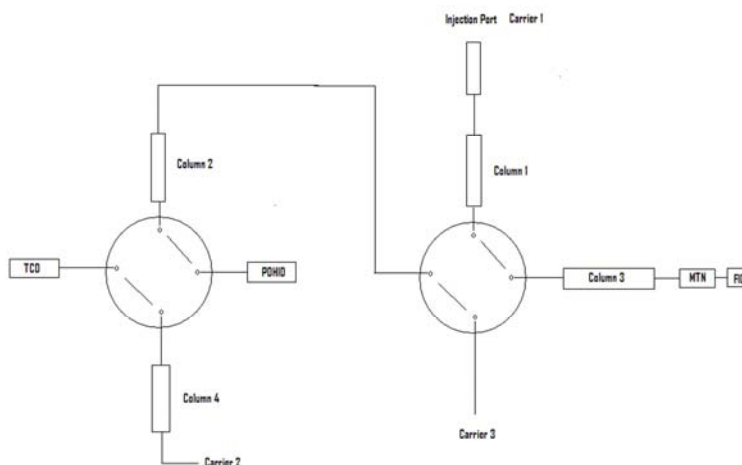 Injection Port Carrier 1
Column 2
Column 1
TCD
PDHID
Column 3
MTN
Column 4
Carrier 3
Carrier 2